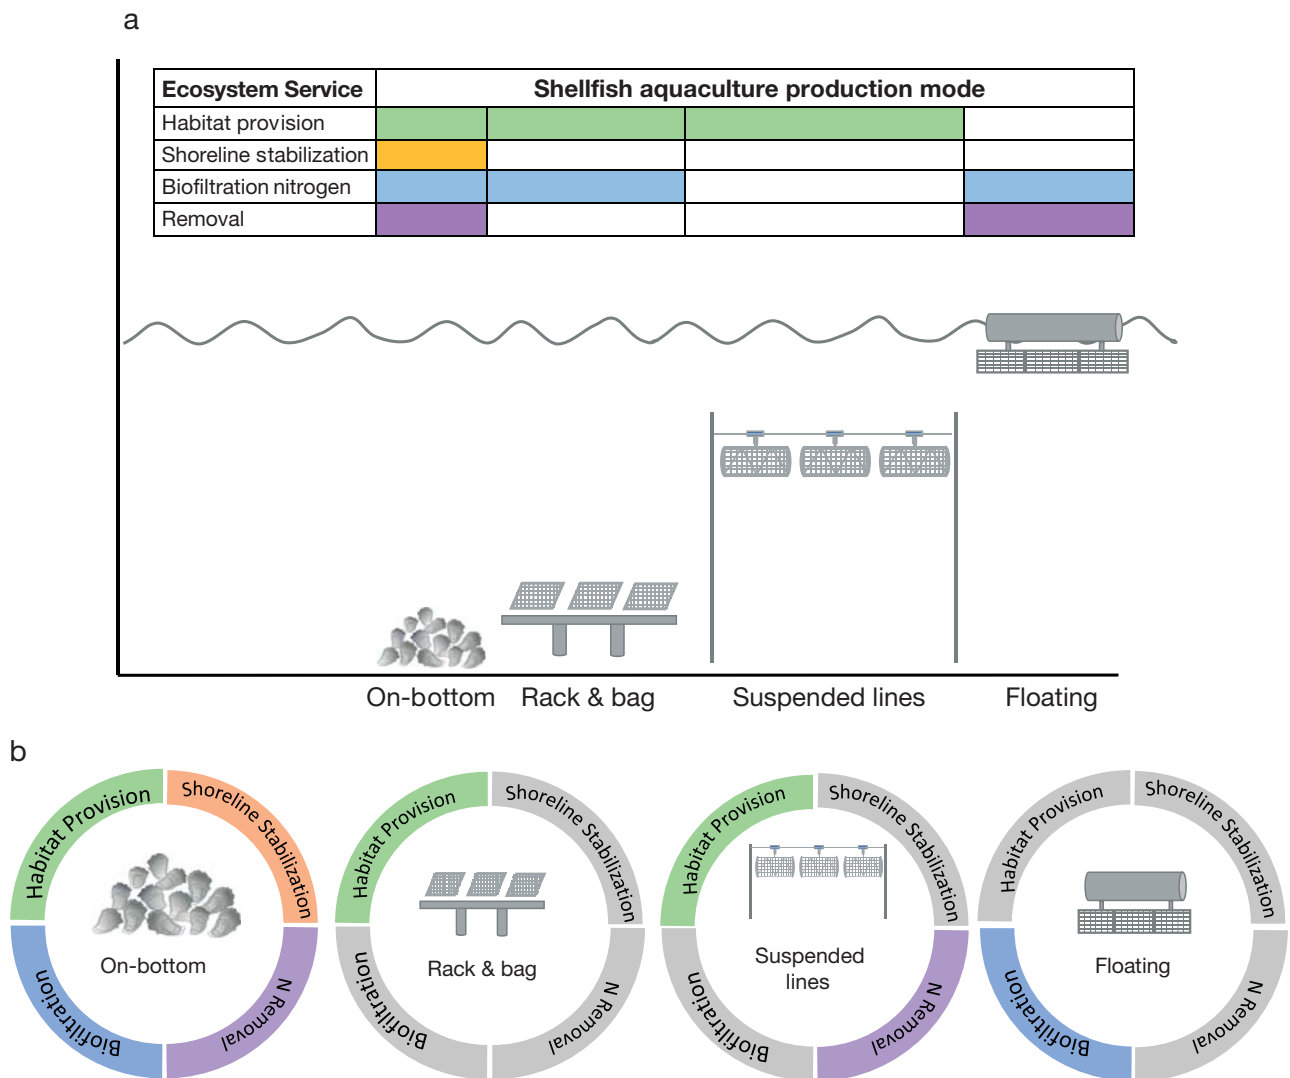 a
Ecosystem Service Shellfish aquaculture production mode
Habitat provision
Shoreline stabilization
Biofiltration nitrogen
Removal
On-bottom Rack & bag Suspended lines Floating
b
Habitat Provision
Shoreline Stabilization
On-bottom
Biofiltration
N Removal
Habitat Provision
Shoreline Stabilization
Rack & bag
Biofiltration
N Removal
Habitat Provision
Shoreline Stabilization
Suspended
lines
Biofiltration
N Removal
Habitat Provision
Shoreline Stabilization
Floating
Biofiltration
N Removal